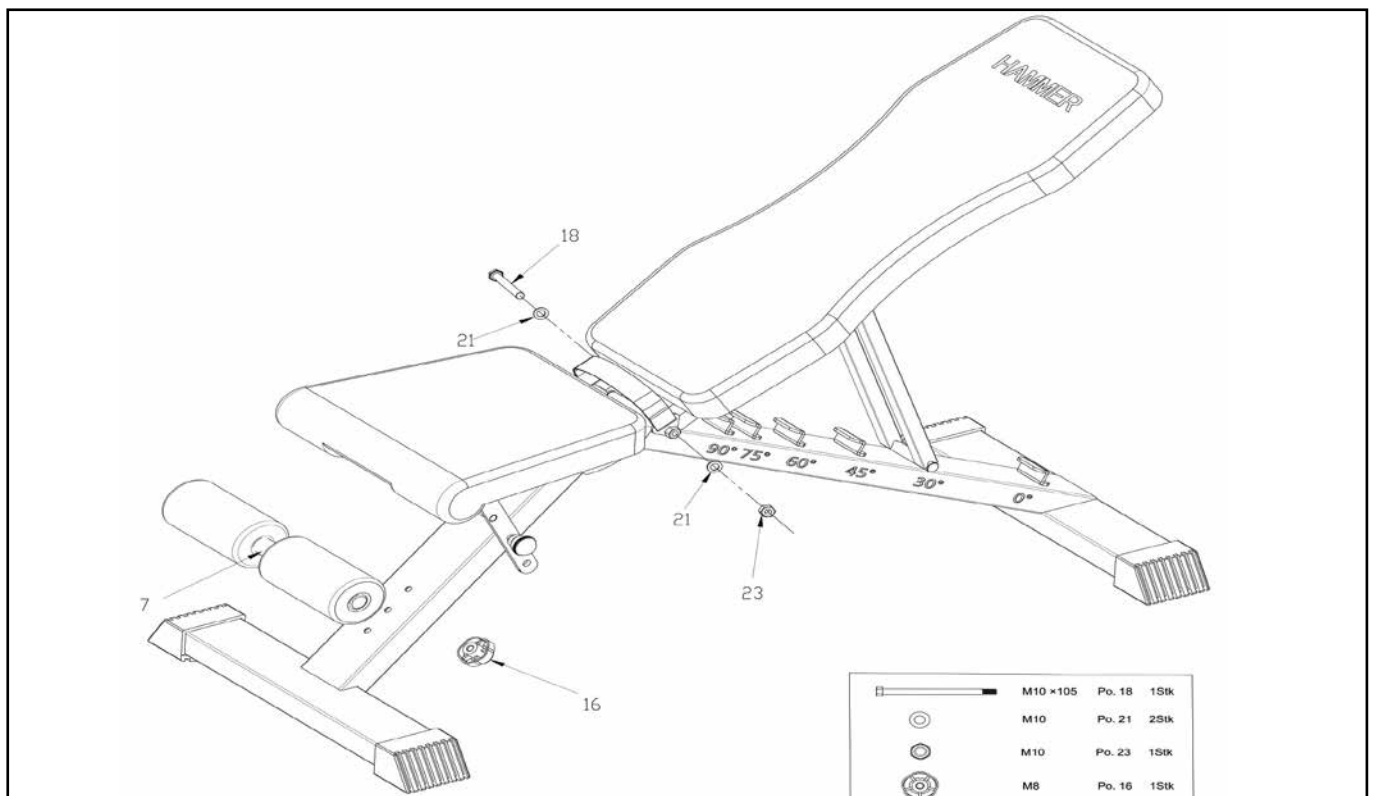 HAMMER
18
21
90° 75° 60° 45° 30° 0°
21
23
7
16
M10 ×105 Po. 18 1Stk
M10 Po. 21 2Stk
M10 Po. 23 1Stk
M8 Po. 16 1Stk